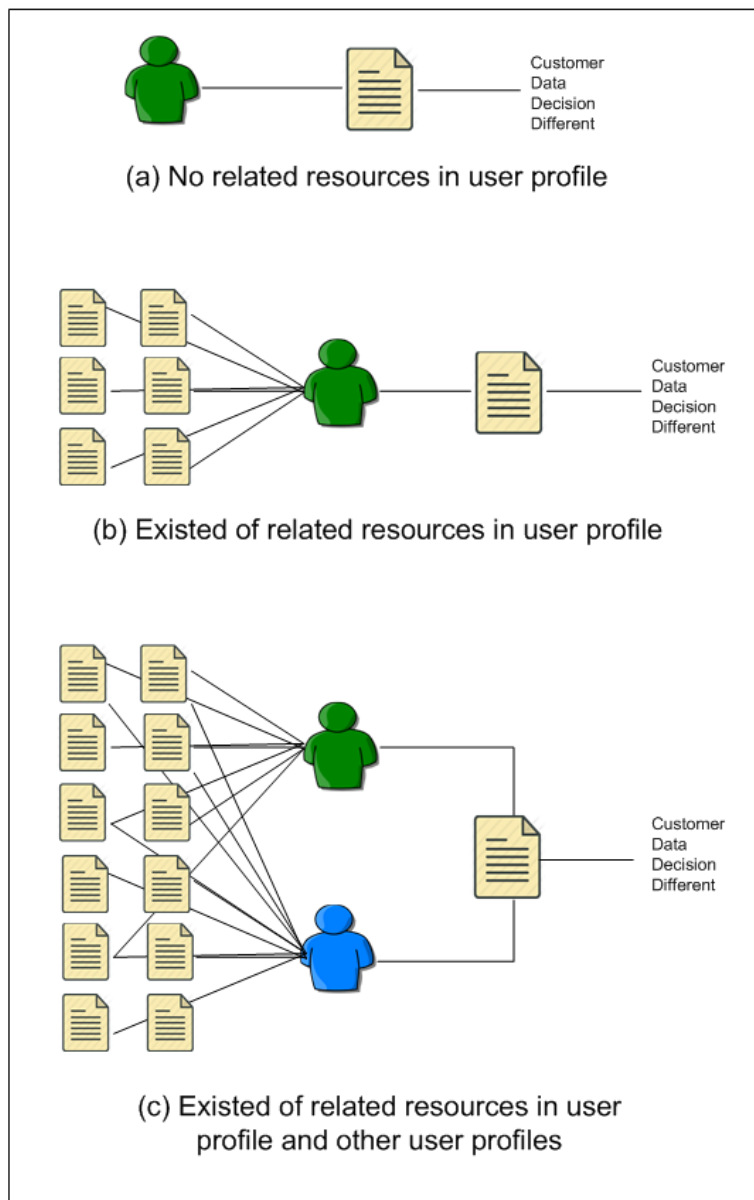 Customer
Data
Decision
Different
(a) No related resources in user profile
Customer
Data
Decision
Different
(b) Existed of related resources in user profile
Customer
Data
Decision
Different
(c) Existed of related resources in user
profile and other user profiles